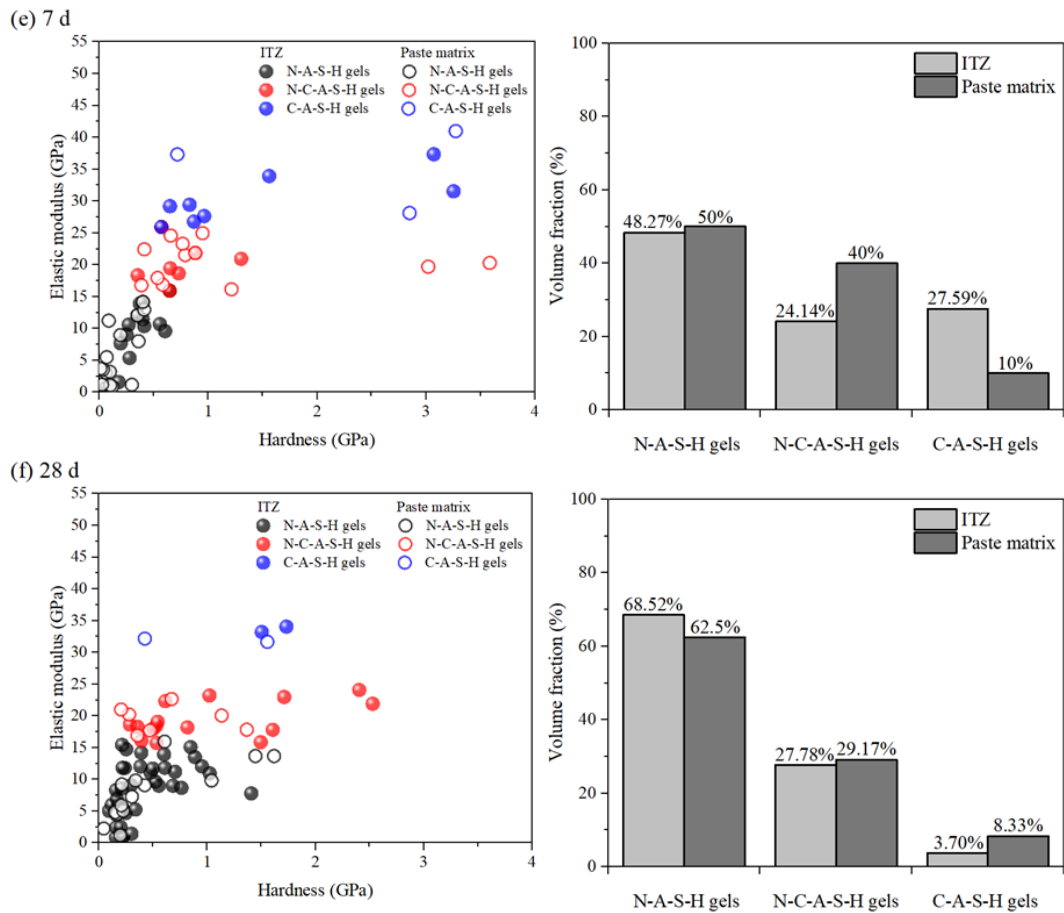 (e) 7 d
ITZ Paste matrix
N-A-S-H gels N-A-S-H gels
N-C-A-S-H gels N-C-A-S-H gels
C-A-S-H gels C-A-S-H gels
Elastic modulus (GPa)
55
50
45
40
35
30
25
20
15
10
5
0
0 1 2 3 4
Hardness (GPa)
ITZ
Paste matrix
Volume fraction (%)
100
80
60
40
20
0
48.27% 50%
24.14% 40%
27.59% 10%
N-A-S-H gels N-C-A-S-H gels C-A-S-H gels
(f) 28 d
ITZ Paste matrix
N-A-S-H gels N-A-S-H gels
N-C-A-S-H gels N-C-A-S-H gels
C-A-S-H gels C-A-S-H gels
Elastic modulus (GPa)
55
50
45
40
35
30
25
20
15
10
5
0
0 1 2 3 4
Hardness (GPa)
ITZ
Paste matrix
Volume fraction (%)
100
80
60
40
20
0
68.52% 62.5%
27.78% 29.17%
3.70% 8.33%
N-A-S-H gels N-C-A-S-H gels C-A-S-H gels